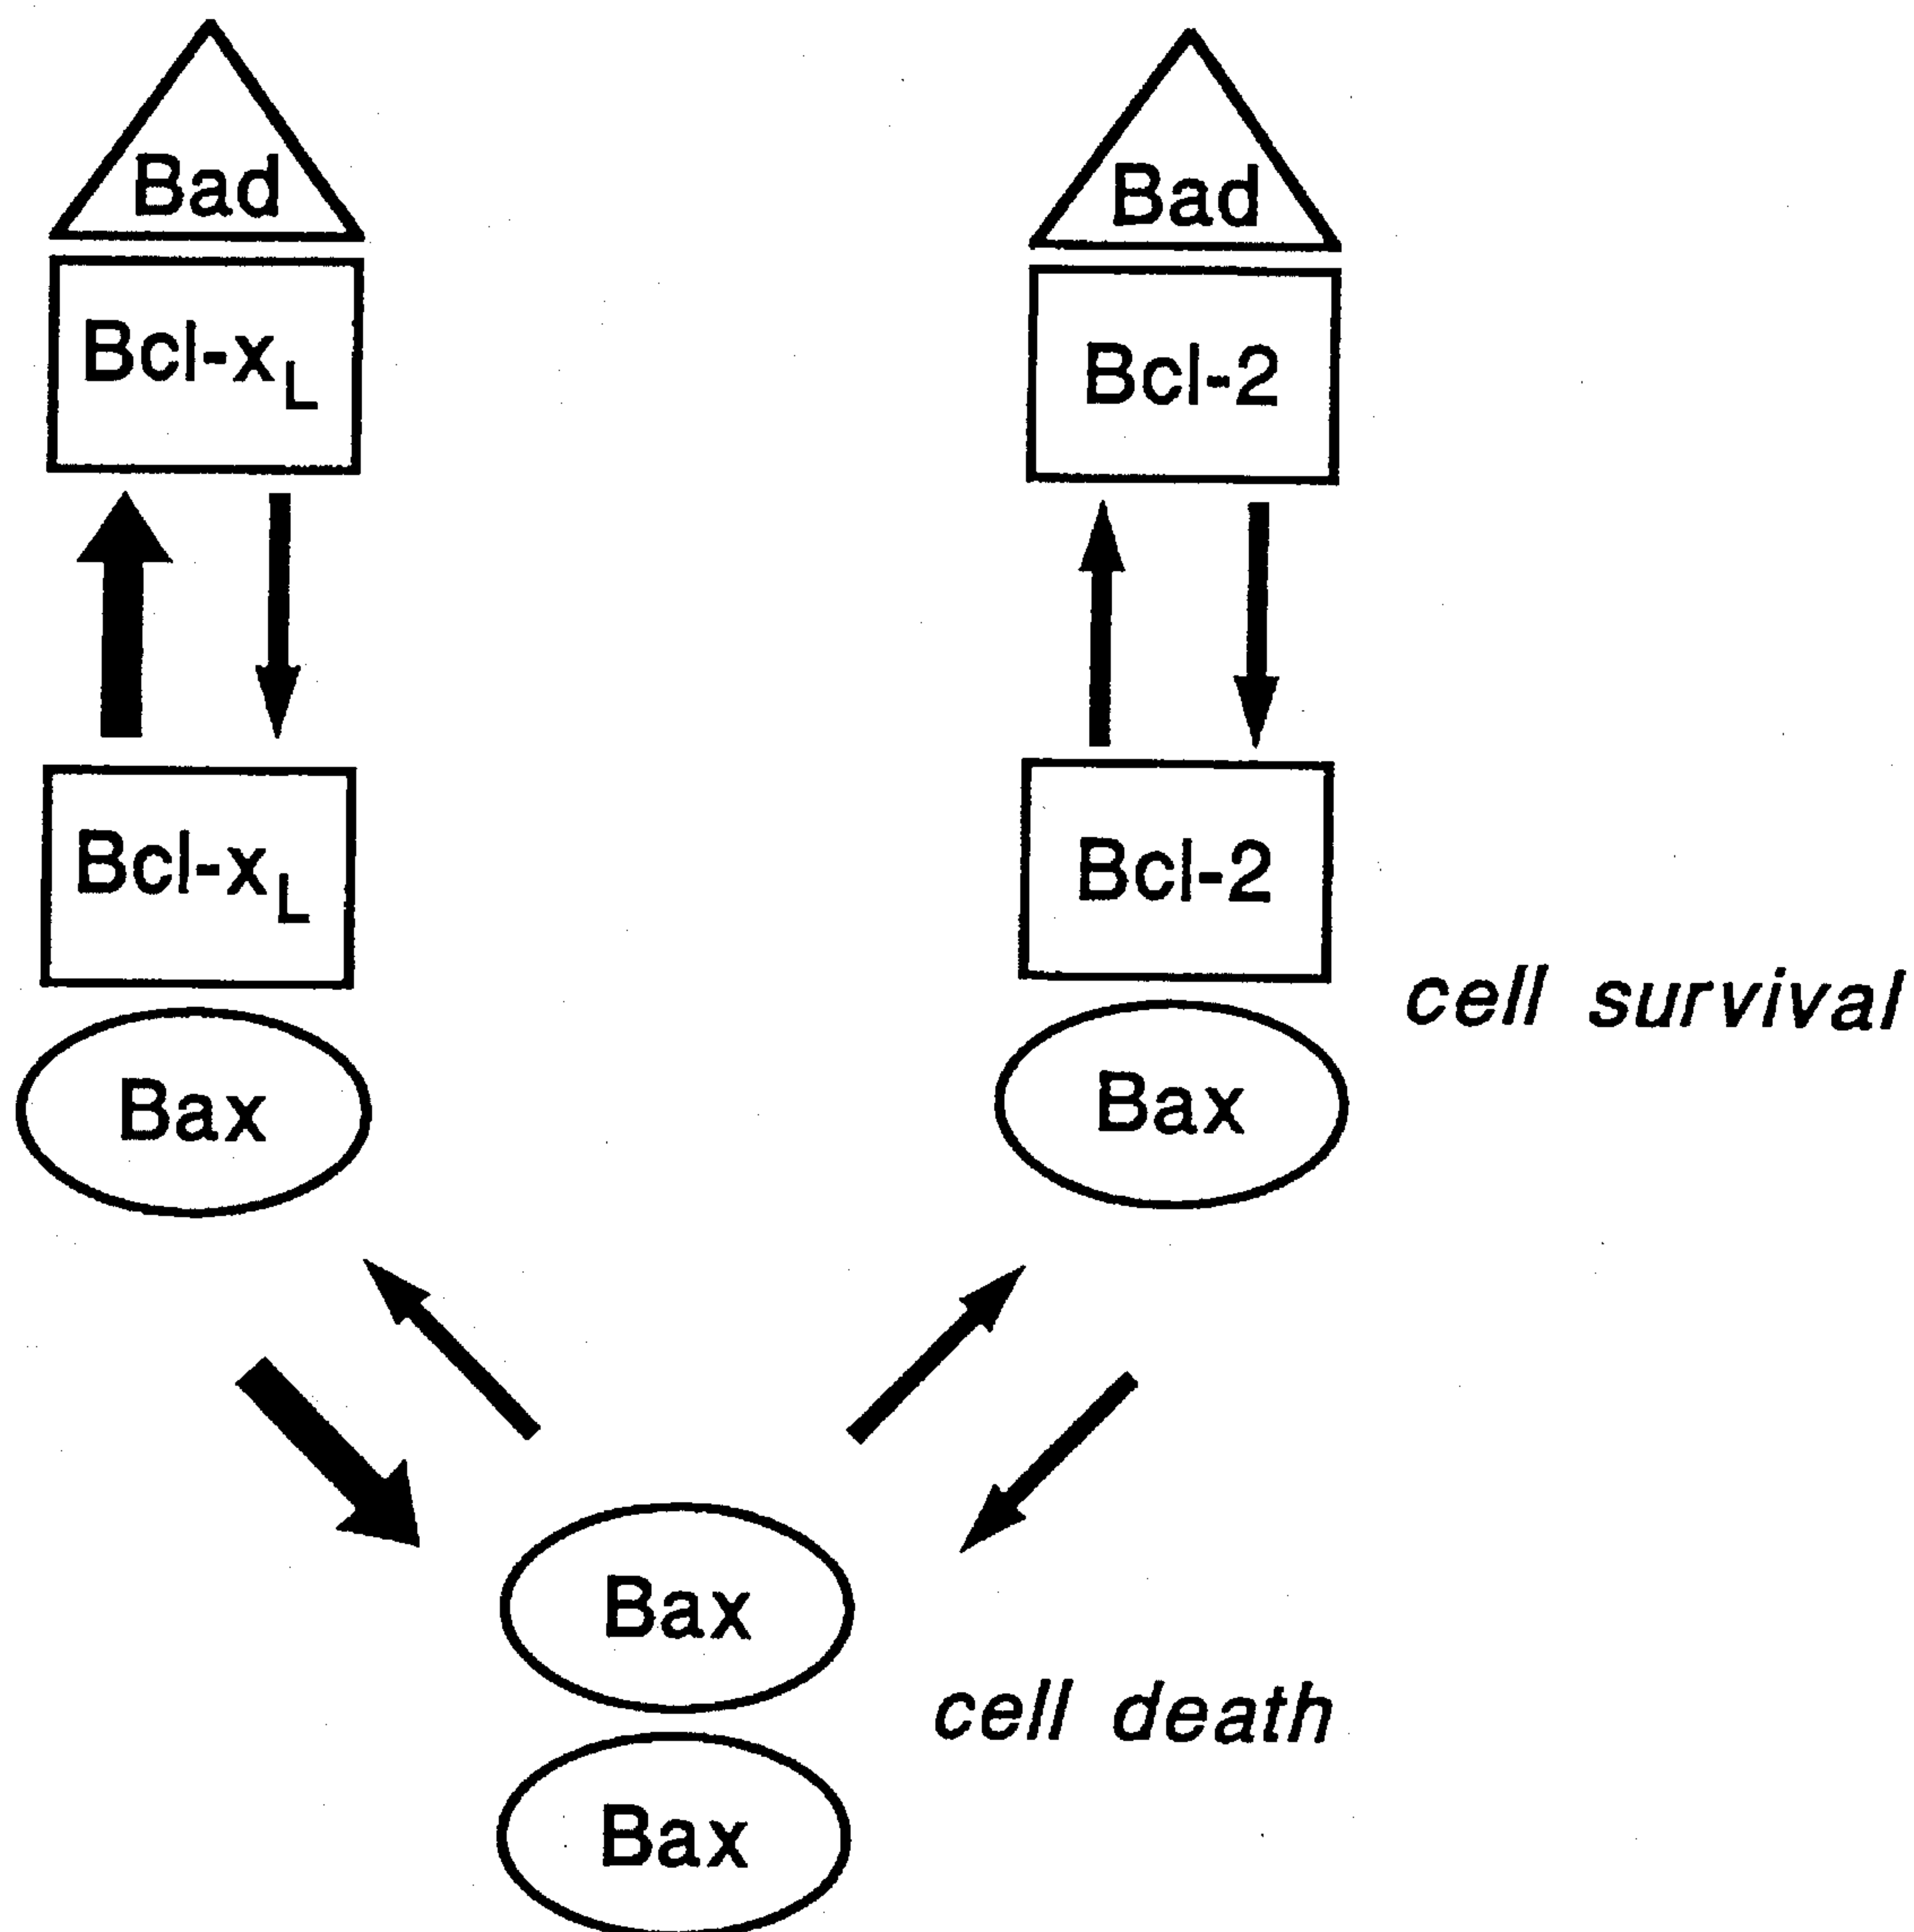 Bad
Bad
Bcl-xL
Bcl-2
Bcl-xL
Bcl-2
cell survival
Bax
Bax
Bax
cell death
Bax